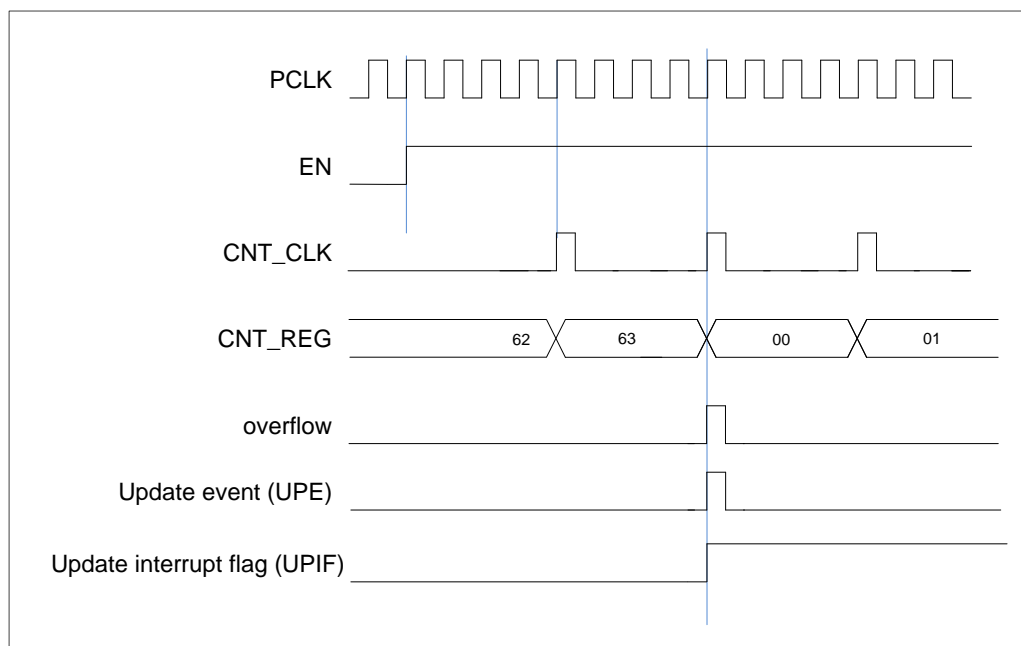 PCLK
EN
CNT_CLK
CNT_REG
62
63
00
01
overflow
Update event (UPE)
Update interrupt flag (UPIF)